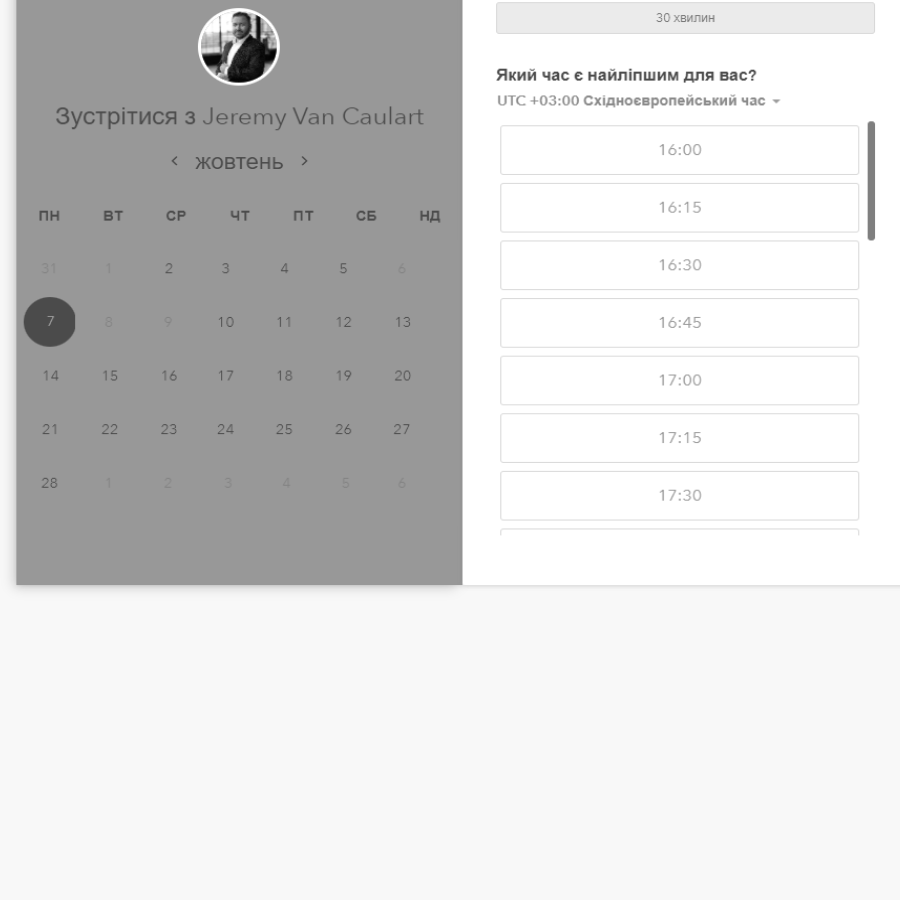 Зустрітися з Jeremy Van Caulart
жовтень
ПН ВТ СР ЧТ ПТ СБ НД
31 1 2 3 4 5 6
7 8 9 10 11 12 13
14 15 16 17 18 19 20
21 22 23 24 25 26 27
28 1 2 3 4 5 6
30 хвилин
Який час є найліпшим для вас?
UTC +03:00 Східноєвропейський час
16:00
16:15
16:30
16:45
17:00
17:15
17:30